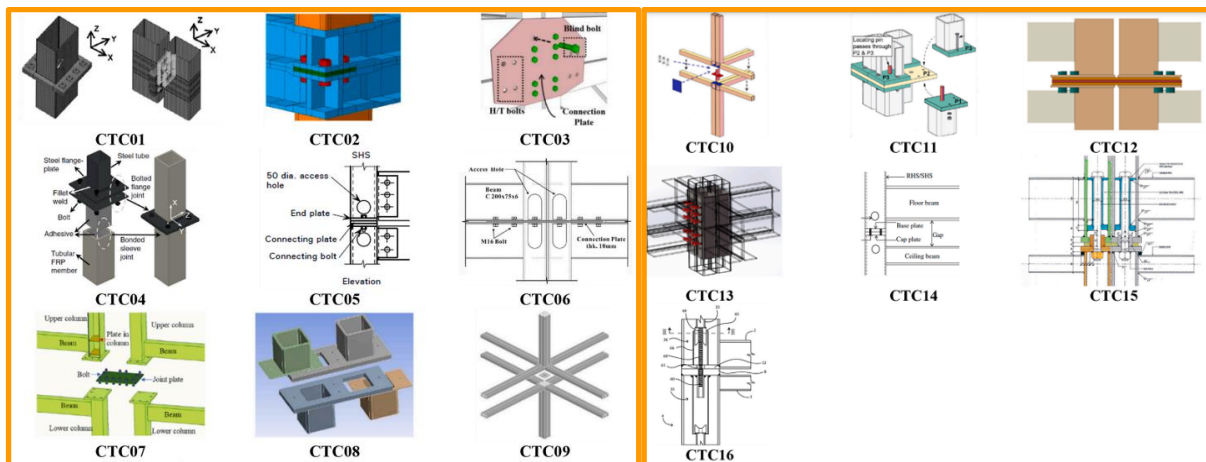 Z
Y
X
Z
Y
X
CTC01
CTC02
Blind bolt
H/T bolts
Connection
Plate
CTC03
Steel flange-
plate
Steel tube
Bolted
flange
joint
Fillet
weld
Bolt
Adhesive
Bonded
sleeve
joint
Tubular
FRP
member
X
Z
CTC04
SHS
50 dia. access
hole
End plate
Connecting plate
Connecting bolt
Elevation
CTC05
Access Hole
Beam
C 200x75x6
M16 Bolt
Connection Plate
thk. 10mm
CTC06
Upper column
Upper column
Plate in
column
Beam
Beam
Bolt
Joint plate
Beam
Beam
Lower column
Lower column
CTC07
CTC08
CTC09
CTC10
Locating pin
passes through
P2 & P3
P3
P2
P1
CTC11
CTC12
CTC13
RHS/SHS
Floor beam
Base plate
Gap
Cap plate
Ceiling beam
CTC14
CTC15
CTC16